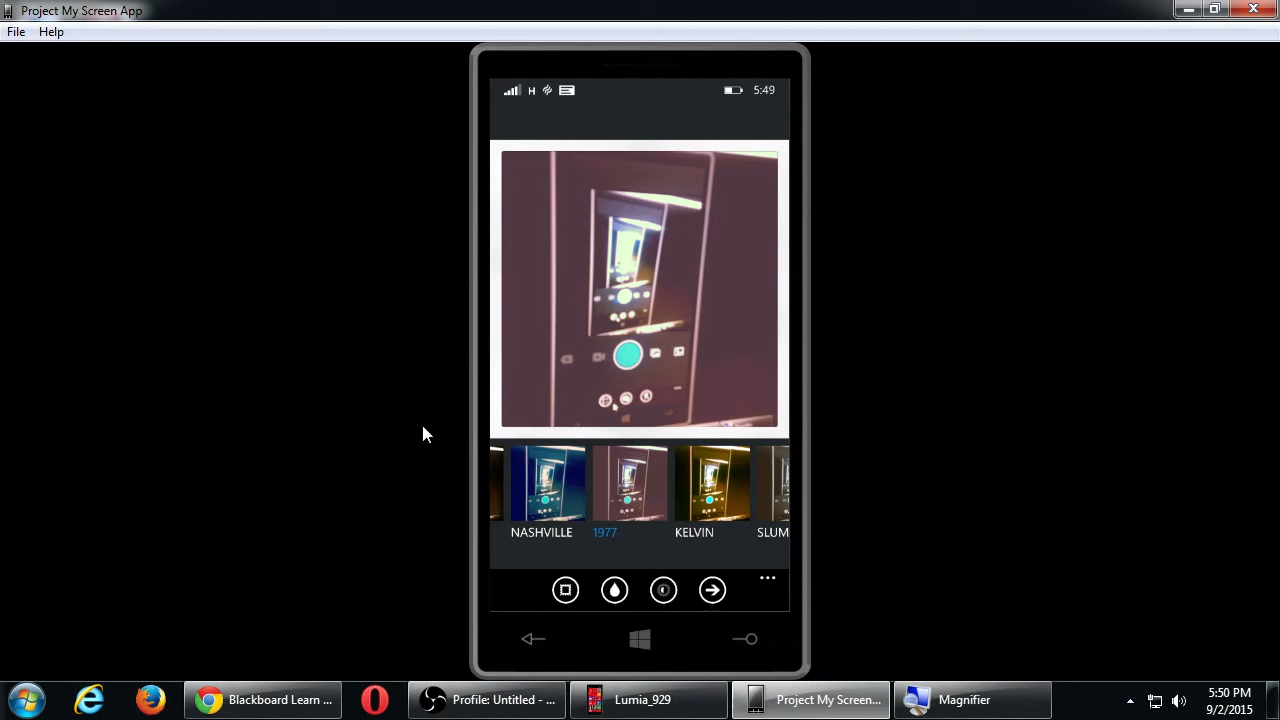 Project My Screen App
File Help
H 5:49
NASHVILLE 1977 KELVIN SLUM
Blackboard Learn ... Profile: Untitled - ... Lumia_929 Project My Screen... Magnifier
5:50 PM
9/2/2015